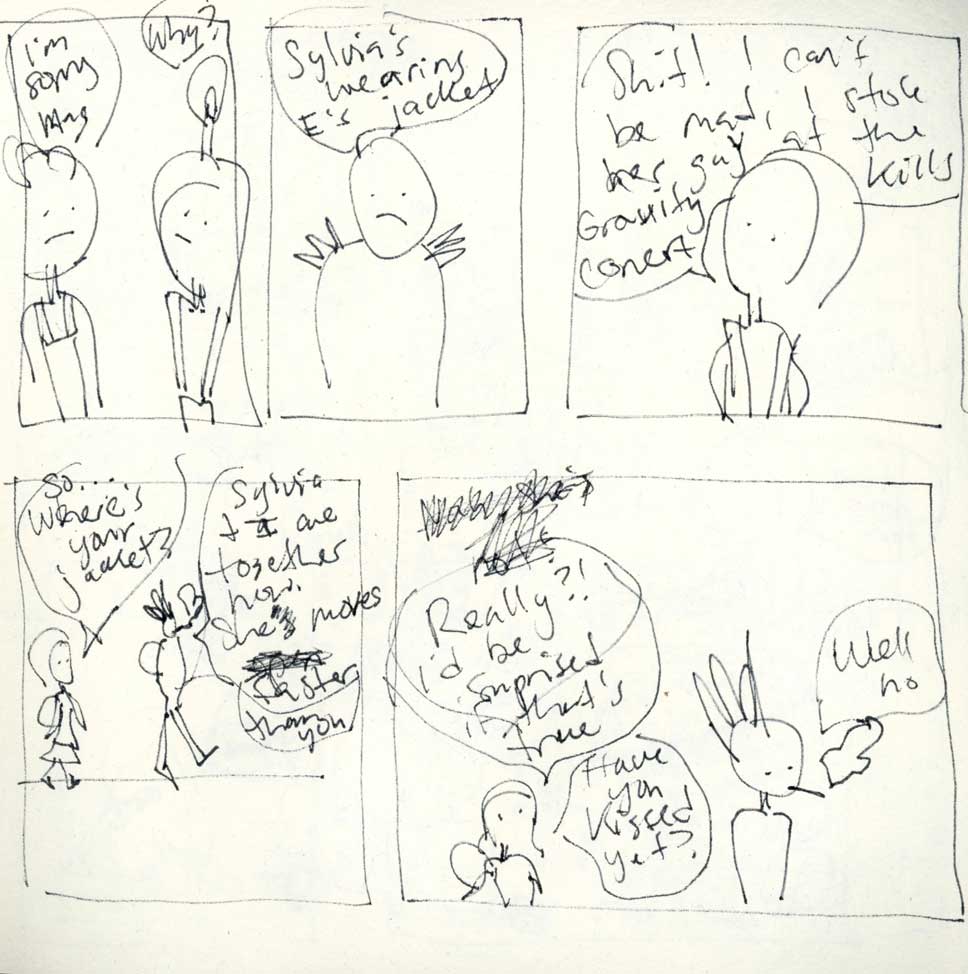 I'm
sorry
Mag
Why?
Sylvia's
wearing
E's jacket
Shit! I can't
be mad, I stole
her guy at the
Kills
Gravity
concert
So....
Where's
your
jacket?
Sylvia
+ I are
together
now.
She moves
faster
than you
Really?!
I'd be
surprised
if that's
true
Have
you
Kissed
yet?
Well
no